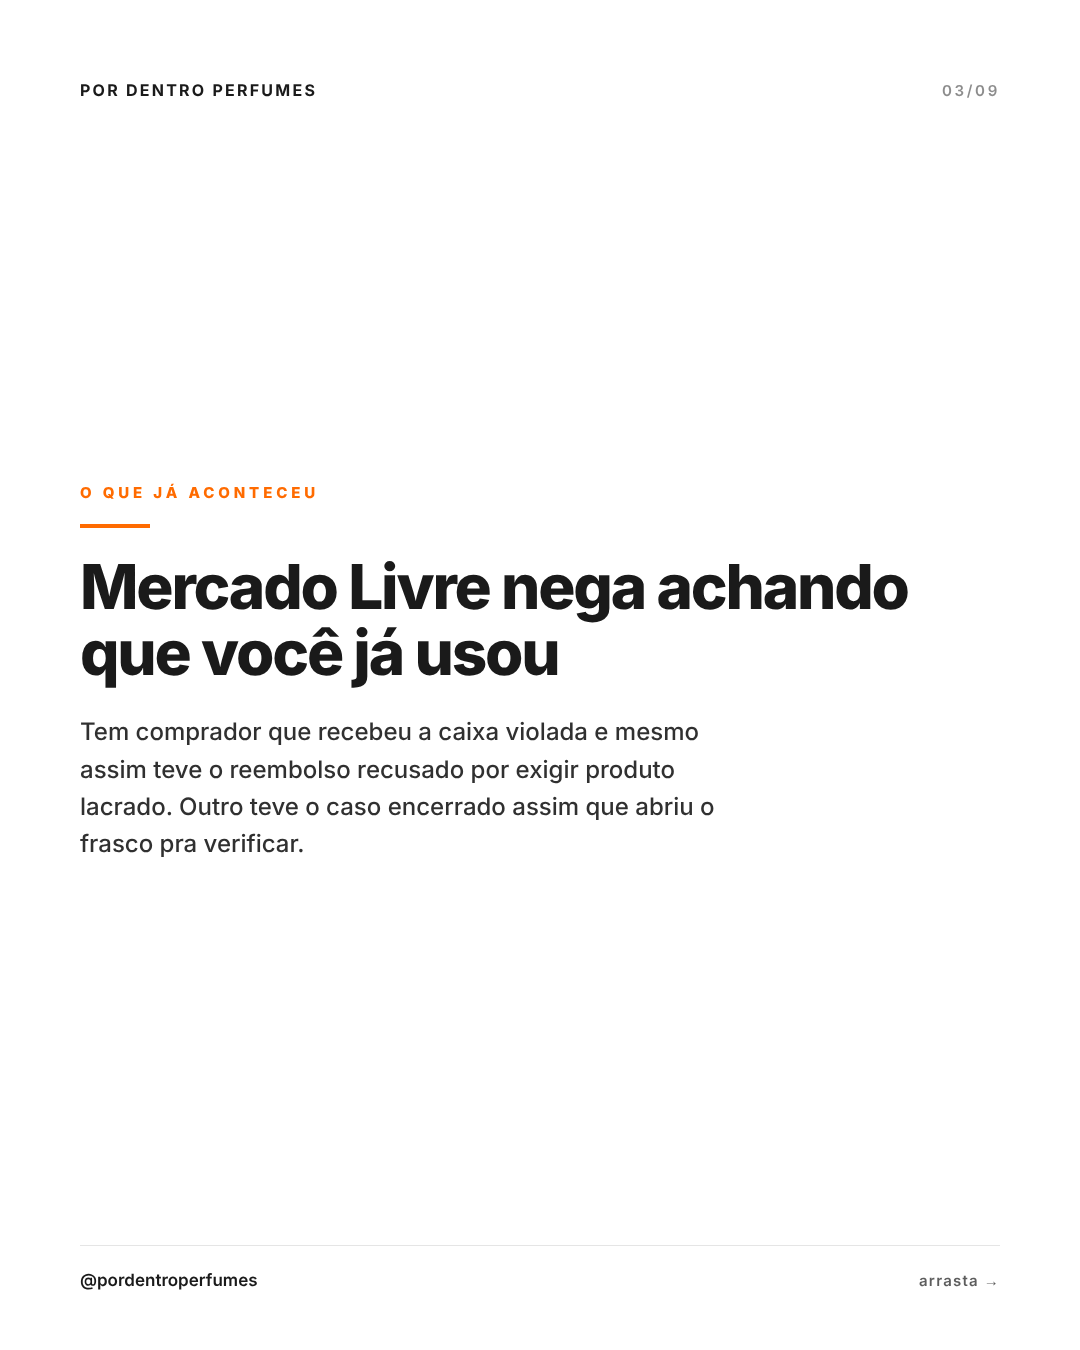 POR DENTRO PERFUMES
03/09
O QUE JÁ ACONTECEU
Mercado Livre nega achando
que você já usou
Tem comprador que recebeu a caixa violada e mesmo
assim teve o reembolso recusado por exigir produto
lacrado. Outro teve o caso encerrado assim que abriu o
frasco pra verificar.
@pordentroperfumes
arrasta →